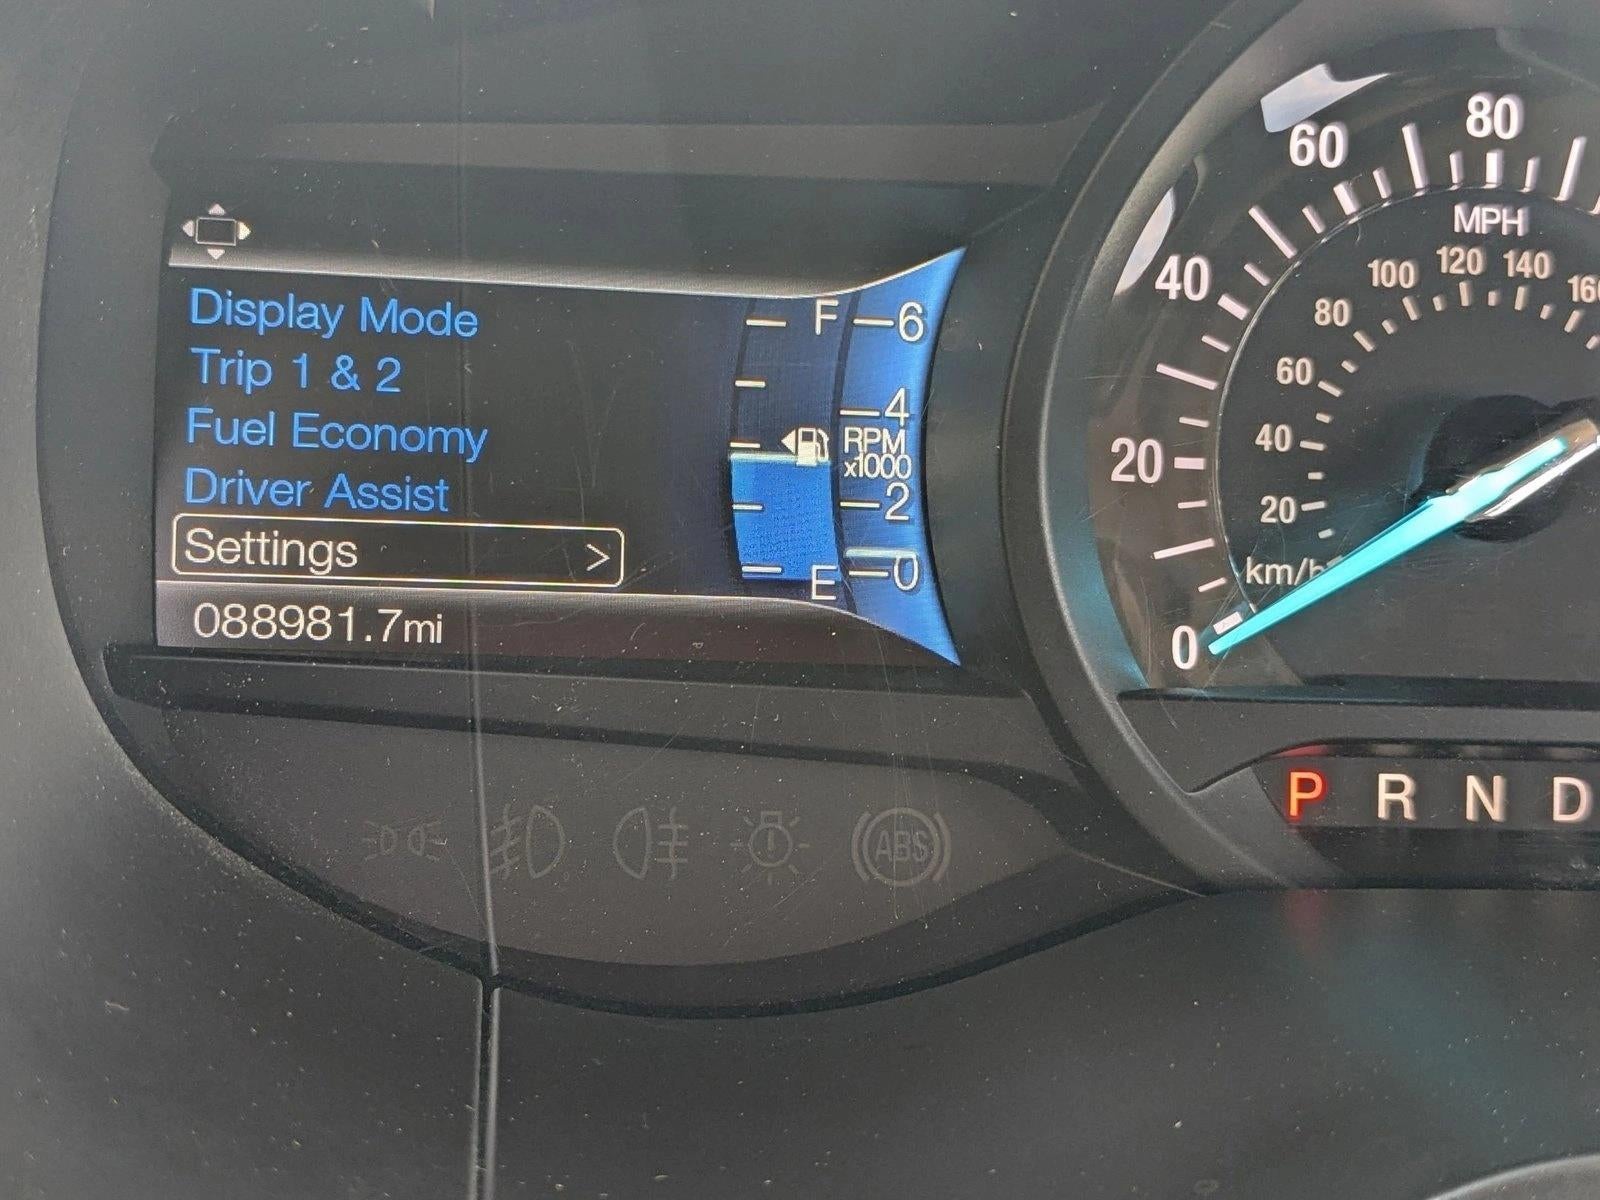 Display Mode
Trip 1 & 2
Fuel Economy
Driver Assist
Settings >
088981.7mi
F
E
6
4
RPM
x1000
2
0
80
60
40
20
0
MPH
160
140
120
100
80
60
40
20
km/h
P R N D
ABS